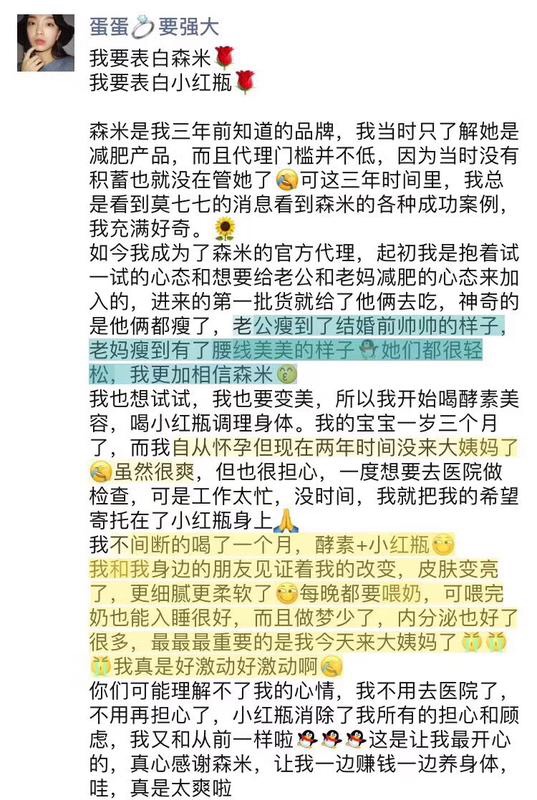 蛋蛋💍要强大
我要表白森米🌹
我要表白小红瓶🌹
森米是我三年前知道的品牌，我当时只了解她是
减肥产品，而且代理门槛并不低，因为当时没有
积蓄也就没在管她了🤣可这三年时间里，我总
是看到莫七七的消息看到森米的各种成功案例，
我充满好奇。🌻
如今我成为了森米的官方代理，起初我是抱着试
一试的心态和想要给老公和老妈减肥的心态来加
入的，进来的第一批货就给了他俩去吃，神奇的
是他俩都瘦了，老公瘦到了结婚前帅帅的样子，
老妈瘦到有了腰线美美的样子👻她们都很轻
松，我更加相信森米😚
我也想试试，我也要变美，所以我开始喝酵素美
容，喝小红瓶调理身体。我的宝宝一岁三个月
了，而我自从怀孕但现在两年时间没来大姨妈了
🤣虽然很爽，但也很担心，一度想要去医院做
检查，可是工作太忙，没时间，我就把我的希望
寄托在了小红瓶身上🙏
我不间断的喝了一个月，酵素+小红瓶🤭
我和我身边的朋友见证着我的改变，皮肤变亮
了，更细腻更柔软了🤭每晚都要喂奶，可喂完
奶也能入睡很好，而且做梦少了，内分泌也好了
很多，最最最重要的是我今天来大姨妈了😭😭
😭我真是好激动好激动啊🤣
你们可能理解不了我的心情，我不用去医院了，
不用再担心了，小红瓶消除了我所有的担心和顾
虑，我又和从前一样啦🐧🐧🐧这是让我最开心
的，真心感谢森米，让我一边赚钱一边养身体，
哇，真是太爽啦